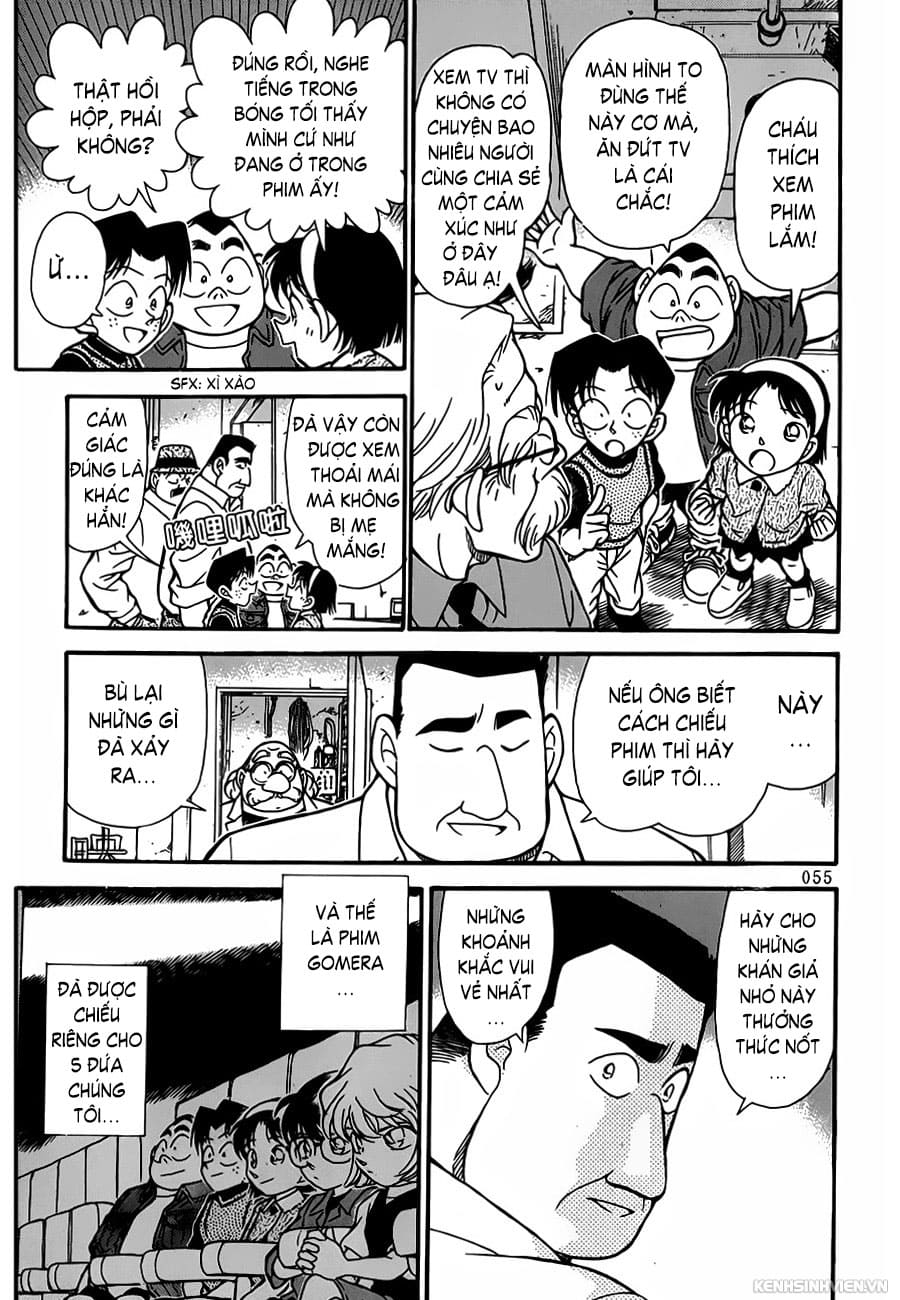 CHÁU
THÍCH
XEM
PHIM
LẮM!
MÀN HÌNH TO
ĐÙNG THẾ
NÀY CƠ MÀ,
ĂN ĐỨT TV
LÀ CÁI
CHẮC!
XEM TV THÌ
KHÔNG CÓ
CHUYỆN BAO
NHIÊU NGƯỜI
CÙNG CHIA SẺ
MỘT CẢM
XÚC NHƯ
Ở ĐÂY
ĐÂU Ạ!
ĐÚNG RỒI, NGHE
TIẾNG TRONG
BÓNG TỐI THẤY
MÌNH CỨ NHƯ
ĐANG Ở TRONG
PHIM ẤY!
THẬT HỒI
HỘP, PHẢI
KHÔNG?
Ừ...
SFX: XÌ XÀO
ĐÃ VẬY CÒN
ĐƯỢC XEM
THOẢI MÁI
MÀ KHÔNG
BỊ MẸ
MẮNG!
CẢM
GIÁC
ĐÚNG LÀ
KHÁC
HẲN!
嘰哩呱啦
NÀY
...
NẾU ÔNG BIẾT
CÁCH CHIẾU
PHIM THÌ HÃY
GIÚP TÔI...
BÙ LẠI
NHỮNG GÌ
ĐÃ XẢY
RA...
映
055
HÃY CHO
NHỮNG
KHÁN GIẢ
NHỎ NÀY
THƯỞNG
THỨC NỐT
...
NHỮNG
KHOẢNH
KHẮC VUI
VẺ NHẤT
...
VÀ THẾ
LÀ PHIM
GOMERA
...
ĐÃ ĐƯỢC
CHIẾU
RIÊNG CHO
5 ĐỨA
CHÚNG
TÔI...
KENHSINHVIEN.VN